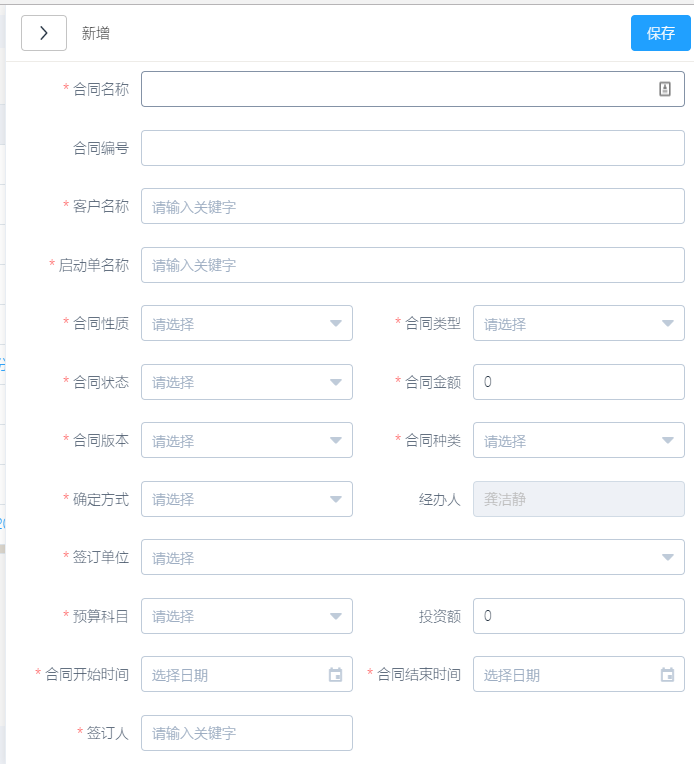 新增 保存
* 合同名称
合同编号
* 客户名称 请输入关键字
* 启动单名称 请输入关键字
* 合同性质 请选择 * 合同类型 请选择
* 合同状态 请选择 * 合同金额 0
* 合同版本 请选择 * 合同种类 请选择
* 确定方式 请选择 经办人 龚洁静
* 签订单位 请选择
* 预算科目 请选择 投资额 0
* 合同开始时间 选择日期 * 合同结束时间 选择日期
* 签订人 请输入关键字